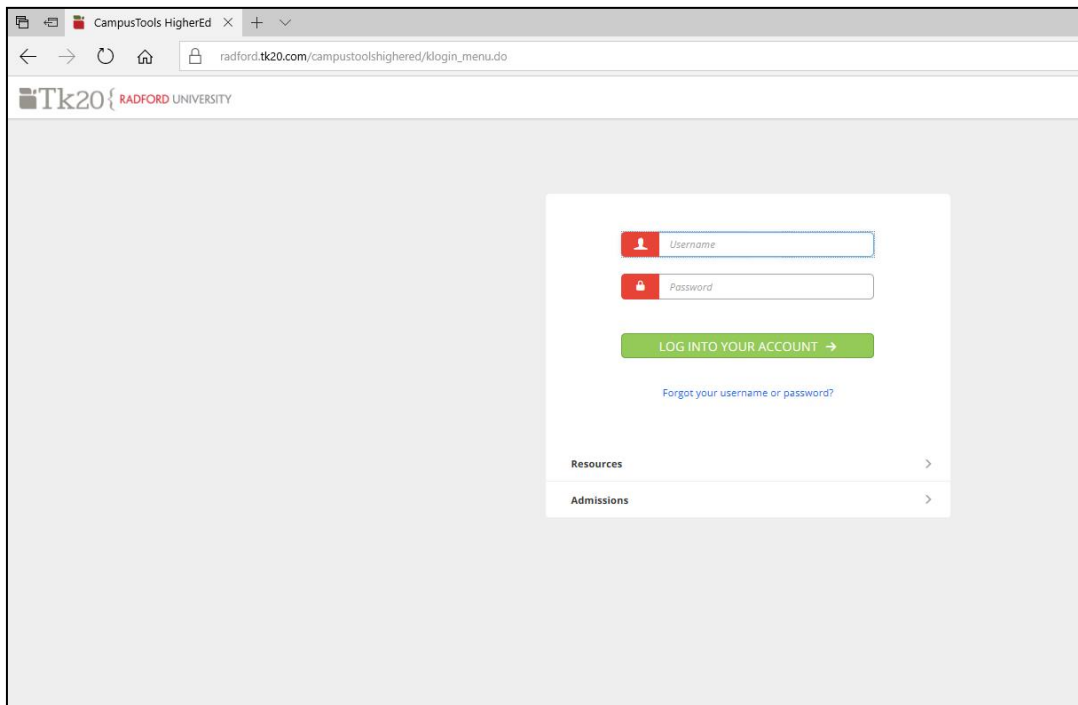 CampusTools HigherEd
radford.tk20.com/campustoolshighered/klogin_menu.do
Tk20{ RADFORD UNIVERSITY
Username
Password
LOG INTO YOUR ACCOUNT →
Forgot your username or password?
Resources
Admissions